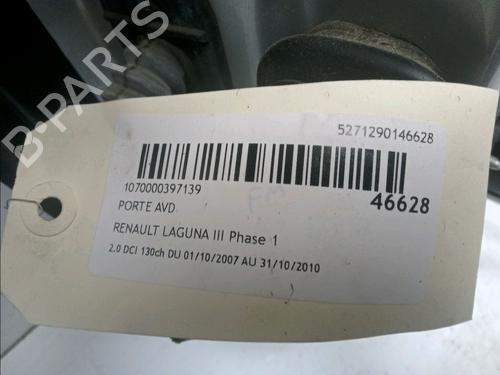 B-PARTS
5271290146628
1070000397139
46628
PORTE AVD
RENAULT LAGUNA III Phase 1
2.0 DCI 130ch DU 01/10/2007 AU 31/10/2010